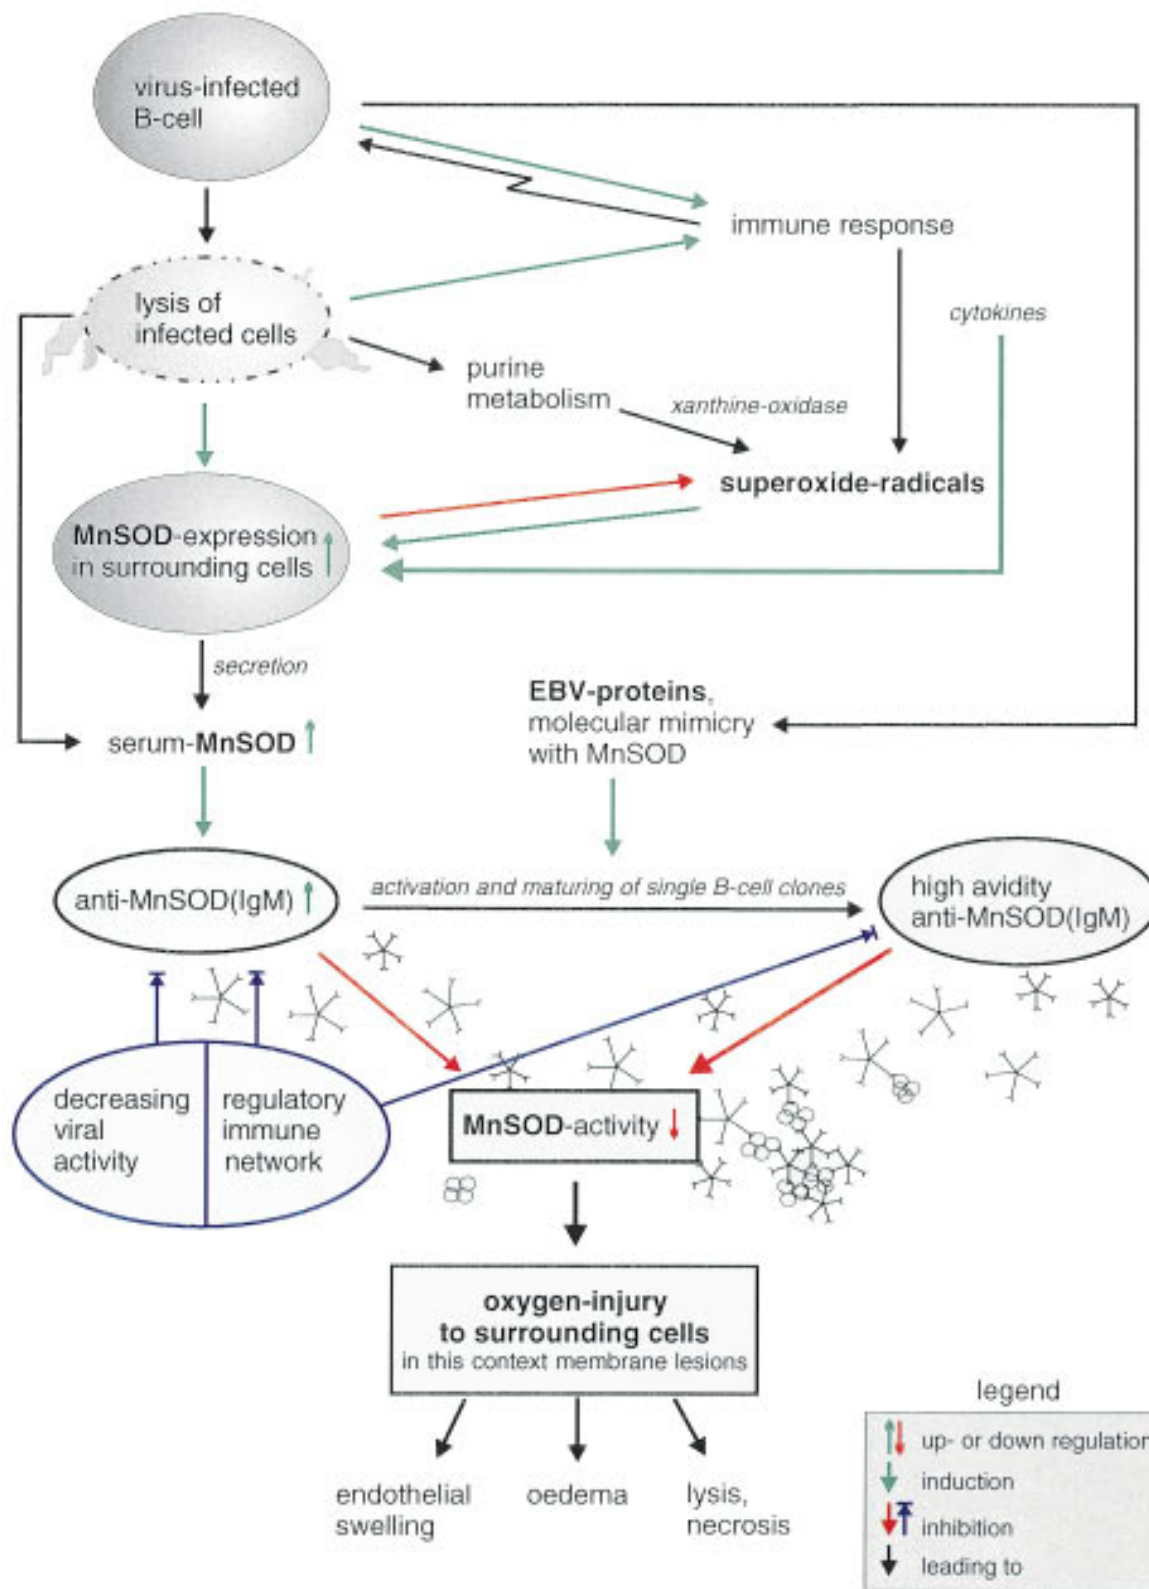 virus-infected
B-cell
immune response
lysis of
infected cells
cytokines
purine
metabolism
xanthine-oxidase
superoxide-radicals
MnSOD-expression
in surrounding cells
secretion
EBV-proteins,
molecular mimicry
with MnSOD
serum-MnSOD
anti-MnSOD(IgM)
activation and maturing of single B-cell clones
high avidity
anti-MnSOD(IgM)
decreasing
viral
activity
regulatory
immune
network
MnSOD-activity
oxygen-injury
to surrounding cells
in this context membrane lesions
endothelial
swelling
oedema
lysis,
necrosis
legend
up- or down regulation
induction
inhibition
leading to